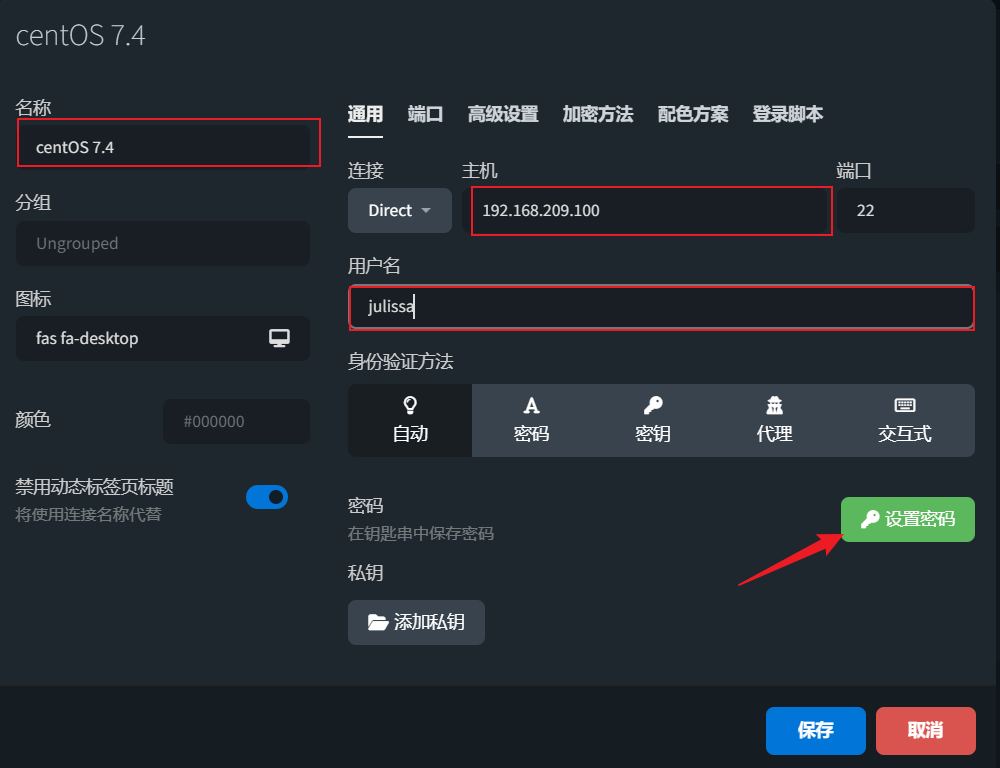 centOS 7.4
名称
centOS 7.4
分组
Ungrouped
图标
fas fa-desktop
颜色
#000000
禁用动态标签页标题
将使用连接名称代替
通用 端口 高级设置 加密方法 配色方案 登录脚本
连接 主机 端口
Direct 192.168.209.100 22
用户名
julissa
身份验证方法
自动 密码 密钥 代理 交互式
密码
在钥匙串中保存密码
设置密码
私钥
添加私钥
保存 取消